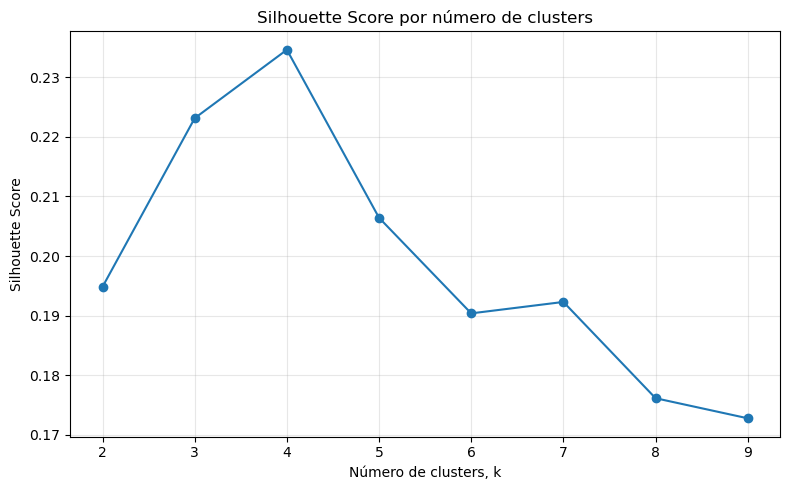 Silhouette Score por número de clusters
Silhouette Score
0.23
0.22
0.21
0.20
0.19
0.18
0.17
2 3 4 5 6 7 8 9
Número de clusters, k